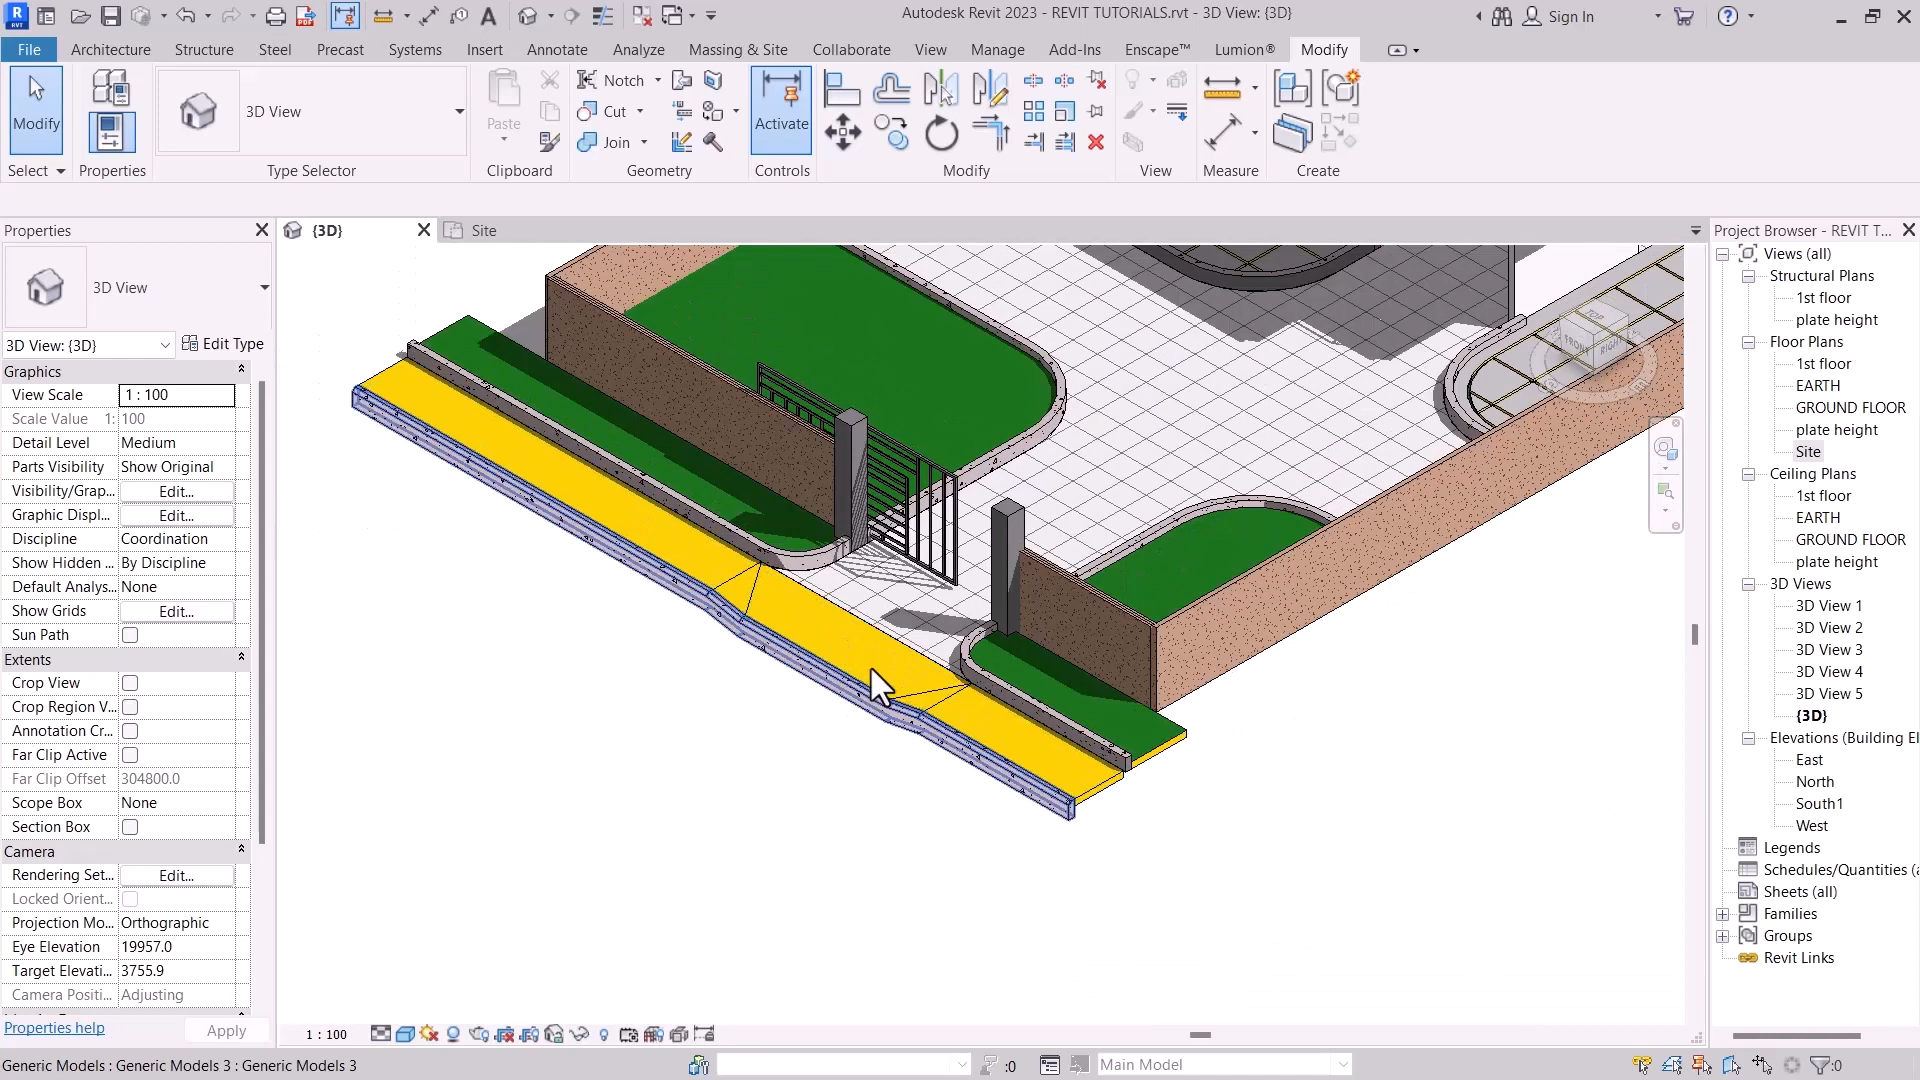 Autodesk Revit 2023 - REVIT TUTORIALS.rvt - 3D View: {3D}
Sign In
File Architecture Structure Steel Precast Systems Insert Annotate Analyze Massing & Site Collaborate View Manage Add-Ins Enscape™ Lumion® Modify
Modify
3D View
Paste
Notch
Cut
Join
Activate
Select Properties Type Selector Clipboard Geometry Controls Modify View Measure Create
Properties
{3D}
Site
Project Browser - REVIT T...
3D View
3D View: {3D}
Edit Type
Graphics
View Scale 1 : 100
Scale Value 1: 100
Detail Level Medium
Parts Visibility Show Original
Visibility/Grap... Edit...
Graphic Displ... Edit...
Discipline Coordination
Show Hidden ... By Discipline
Default Analys... None
Show Grids Edit...
Sun Path
Extents
Crop View
Crop Region V...
Annotation Cr...
Far Clip Active
Far Clip Offset 304800.0
Scope Box None
Section Box
Camera
Rendering Set... Edit...
Locked Orient...
Projection Mo... Orthographic
Eye Elevation 19957.0
Target Elevati... 3755.9
Camera Positi... Adjusting
Properties help
Apply
TOP
FRONT
RIGHT
Views (all)
Structural Plans
1st floor
plate height
Floor Plans
1st floor
EARTH
GROUND FLOOR
plate height
Site
Ceiling Plans
1st floor
EARTH
GROUND FLOOR
plate height
3D Views
3D View 1
3D View 2
3D View 3
3D View 4
3D View 5
{3D}
Elevations (Building El
East
North
South1
West
Legends
Schedules/Quantities (a
Sheets (all)
Families
Groups
Revit Links
1 : 100
Generic Models : Generic Models 3 : Generic Models 3
:0
Main Model
:0